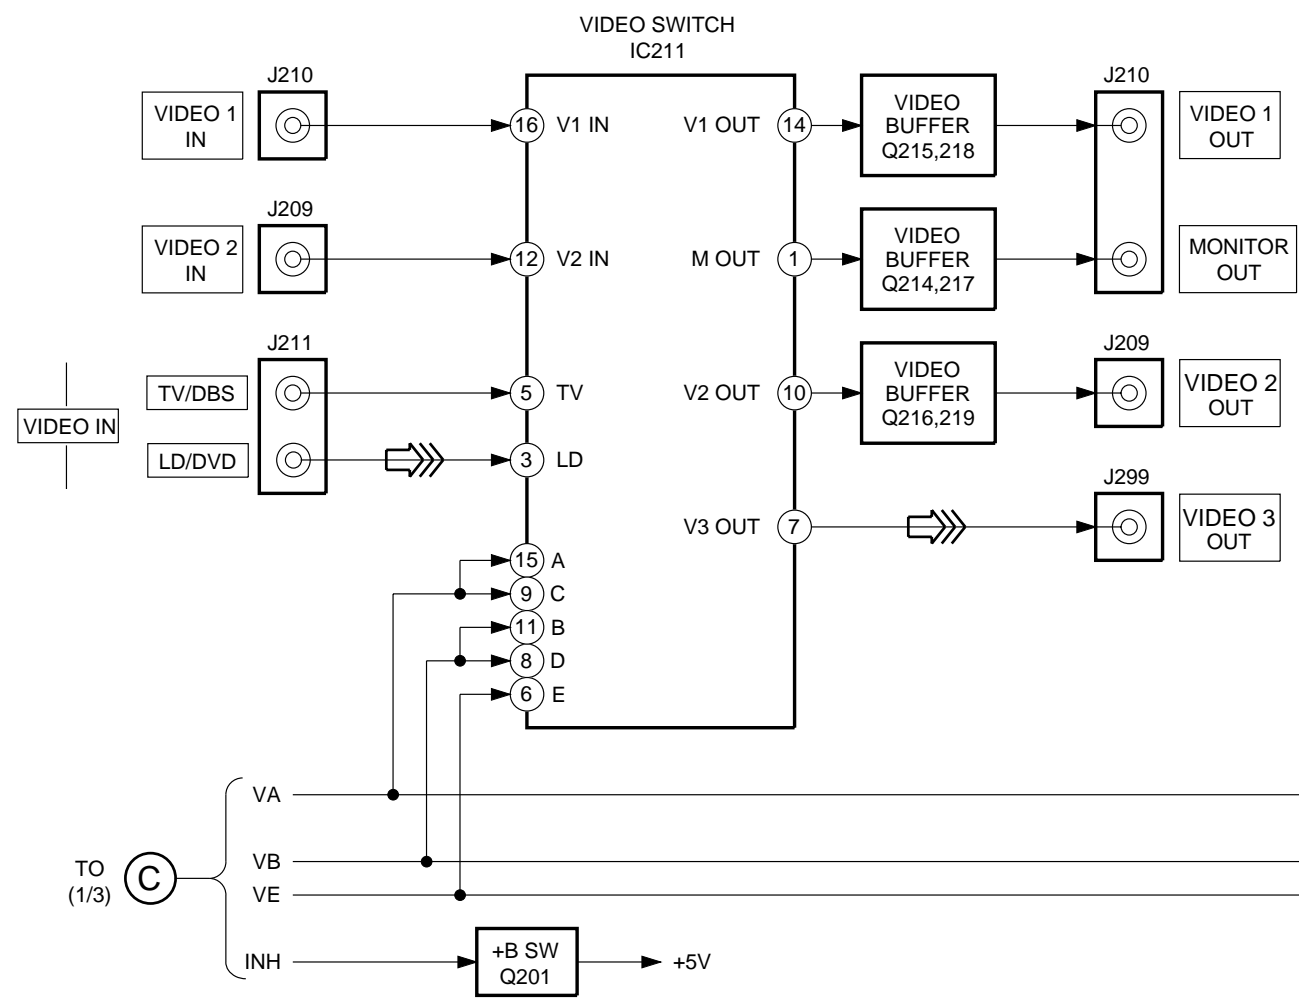 VIDEO SWITCH
IC211
J210
VIDEO 1
IN
16
V1 IN
V1 OUT
14
VIDEO
BUFFER
Q215,218
J210
VIDEO 1
OUT
J209
VIDEO 2
IN
12
V2 IN
M OUT
1
VIDEO
BUFFER
Q214,217
MONITOR
OUT
J211
VIDEO IN
TV/DBS
5
TV
V2 OUT
10
VIDEO
BUFFER
Q216,219
J209
VIDEO 2
OUT
LD/DVD
3
LD
V3 OUT
7
J299
VIDEO 3
OUT
15 A
9 C
11 B
8 D
6 E
TO
(1/3)
C
VA
VB
VE
INH
+B SW
Q201
+5V